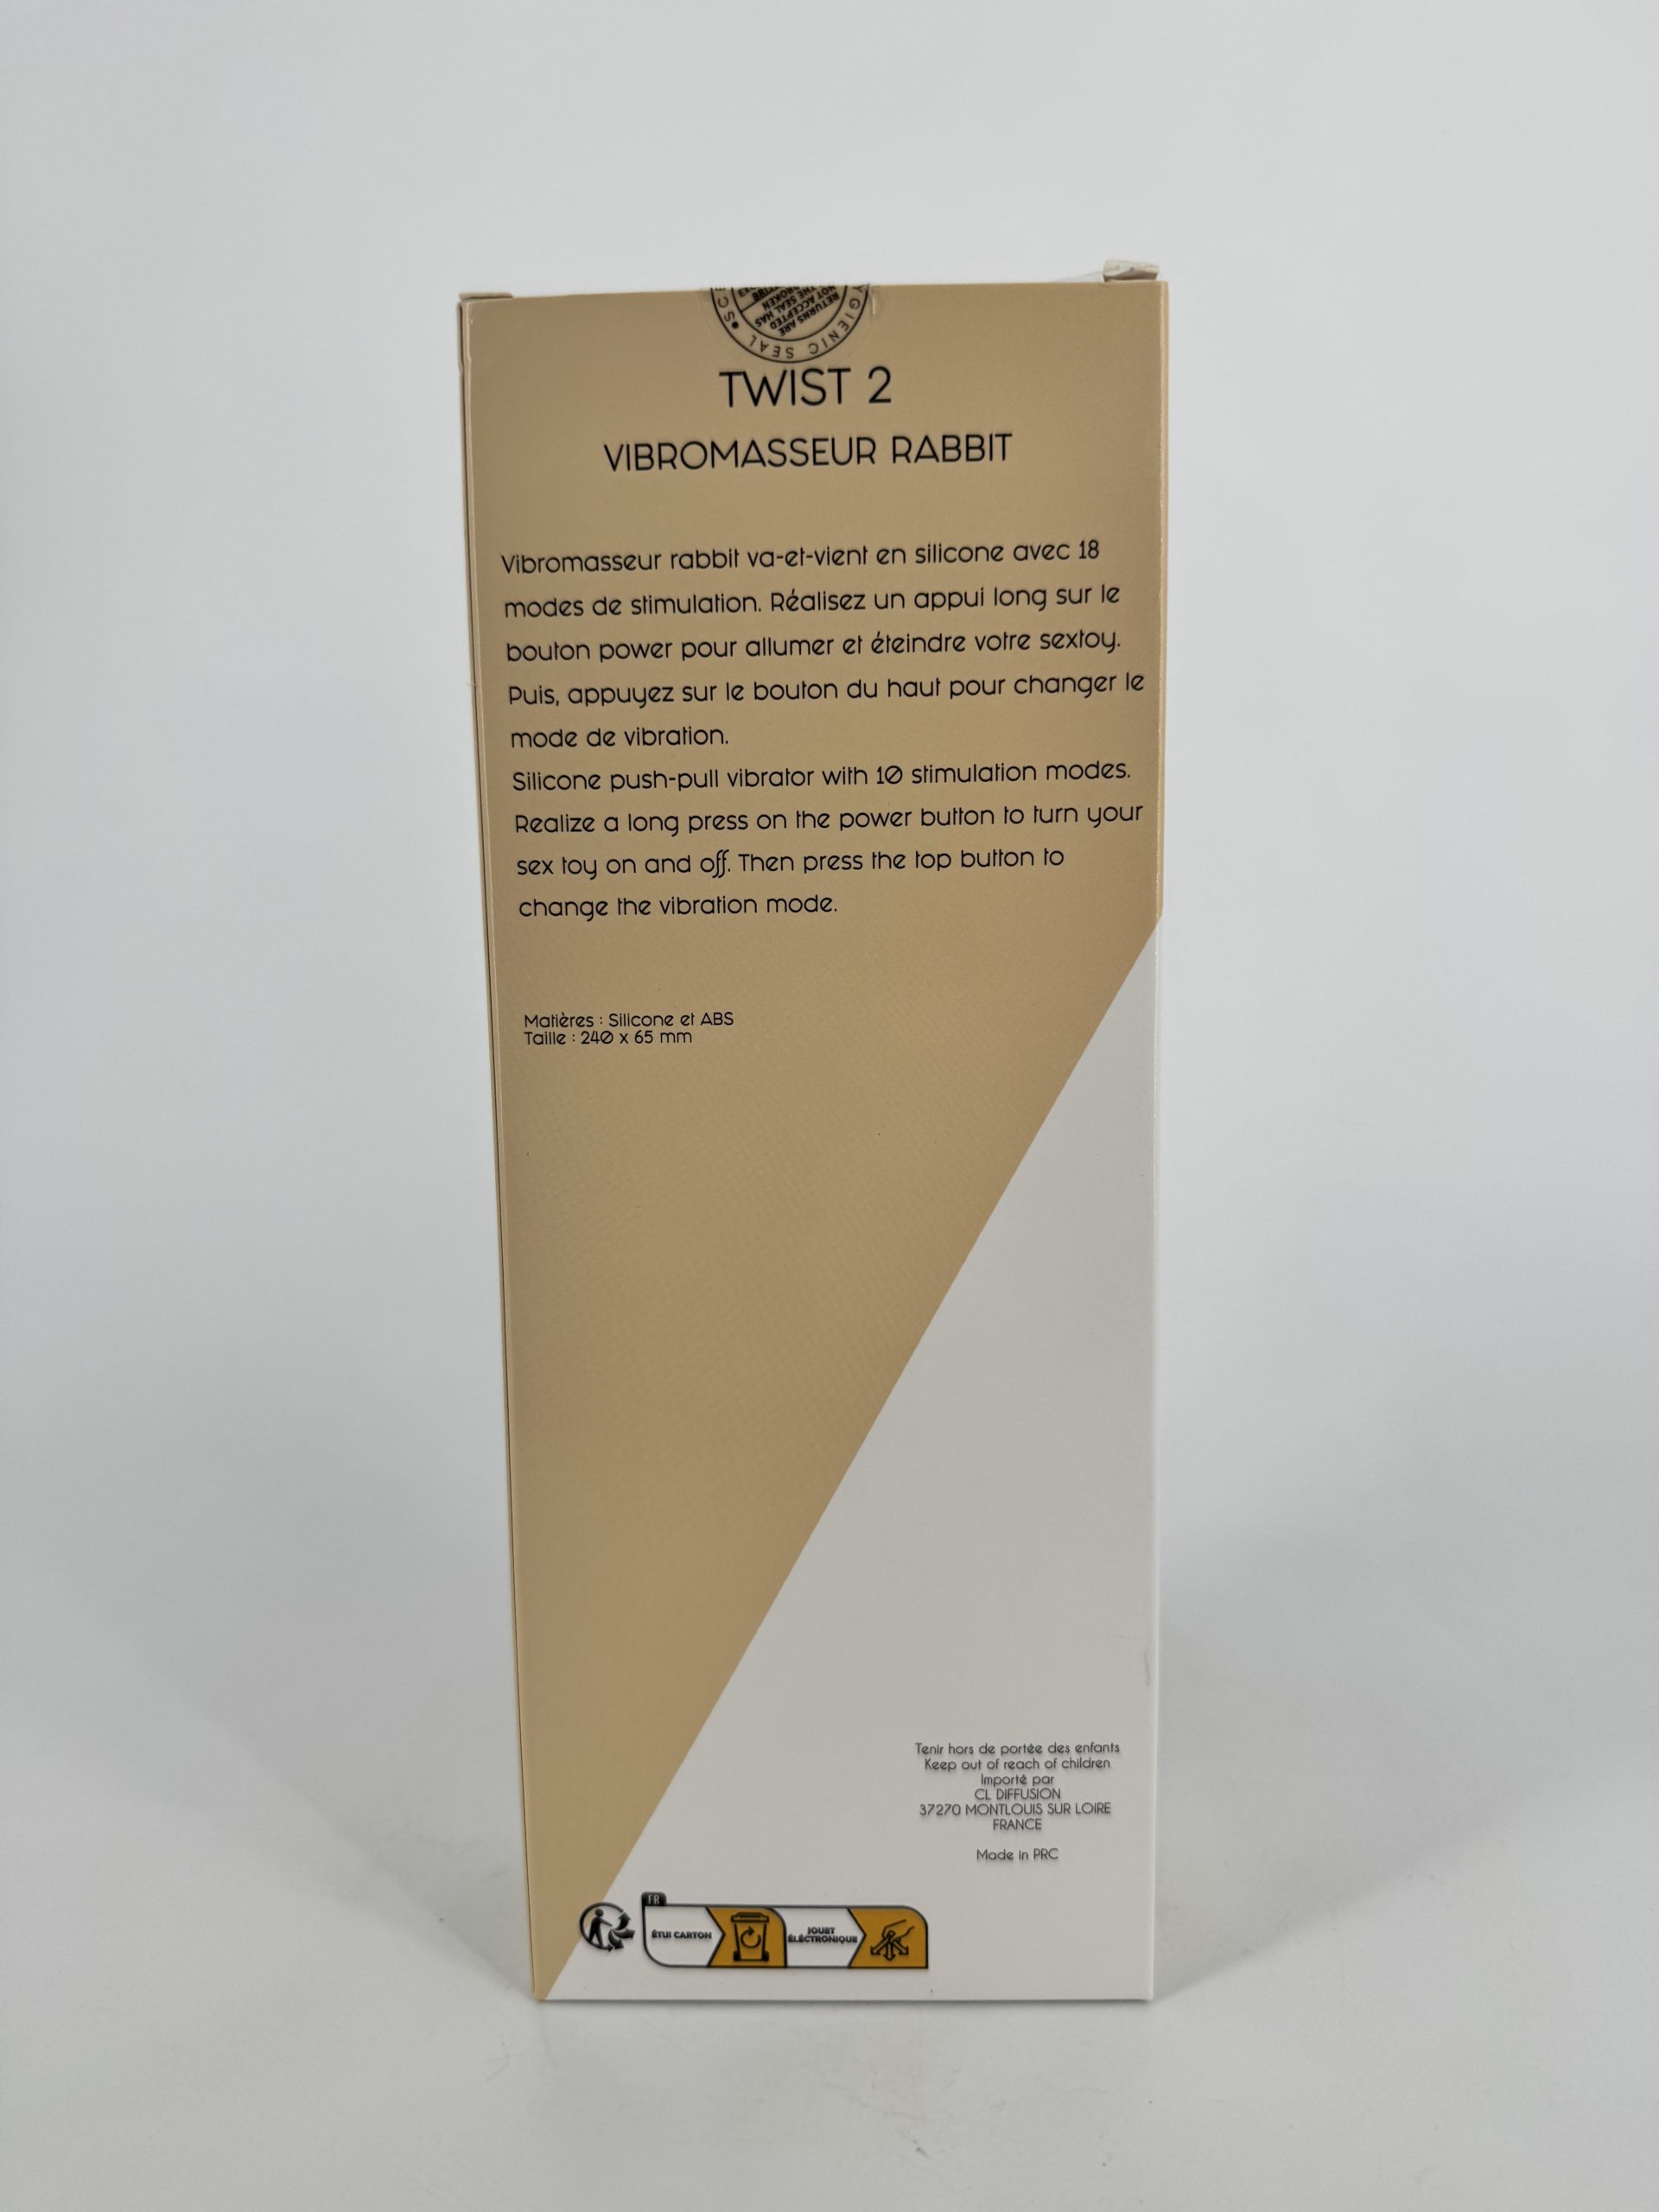 HYGIENIC SEAL
RETURNS ARE
NOT ACCEPTED
THE SEAL HAS
BROKEN
TWIST 2
VIBROMASSEUR RABBIT
Vibromasseur rabbit va-et-vient en silicone avec 18
modes de stimulation. Réalisez un appui long sur le
bouton power pour allumer et éteindre votre sextoy.
Puis, appuyez sur le bouton du haut pour changer le
mode de vibration.
Silicone push-pull vibrator with 10 stimulation modes.
Realize a long press on the power button to turn your
sex toy on and off. Then press the top button to
change the vibration mode.
Matières : Silicone et ABS
Taille : 240 x 65 mm
Tenir hors de portée des enfants
Keep out of reach of children
Importé par
CL DIFFUSION
37270 MONTLOUIS SUR LOIRE
FRANCE
Made in PRC
FR
ÉTUI CARTON
JOUET
ÉLÉCTRONIQUE